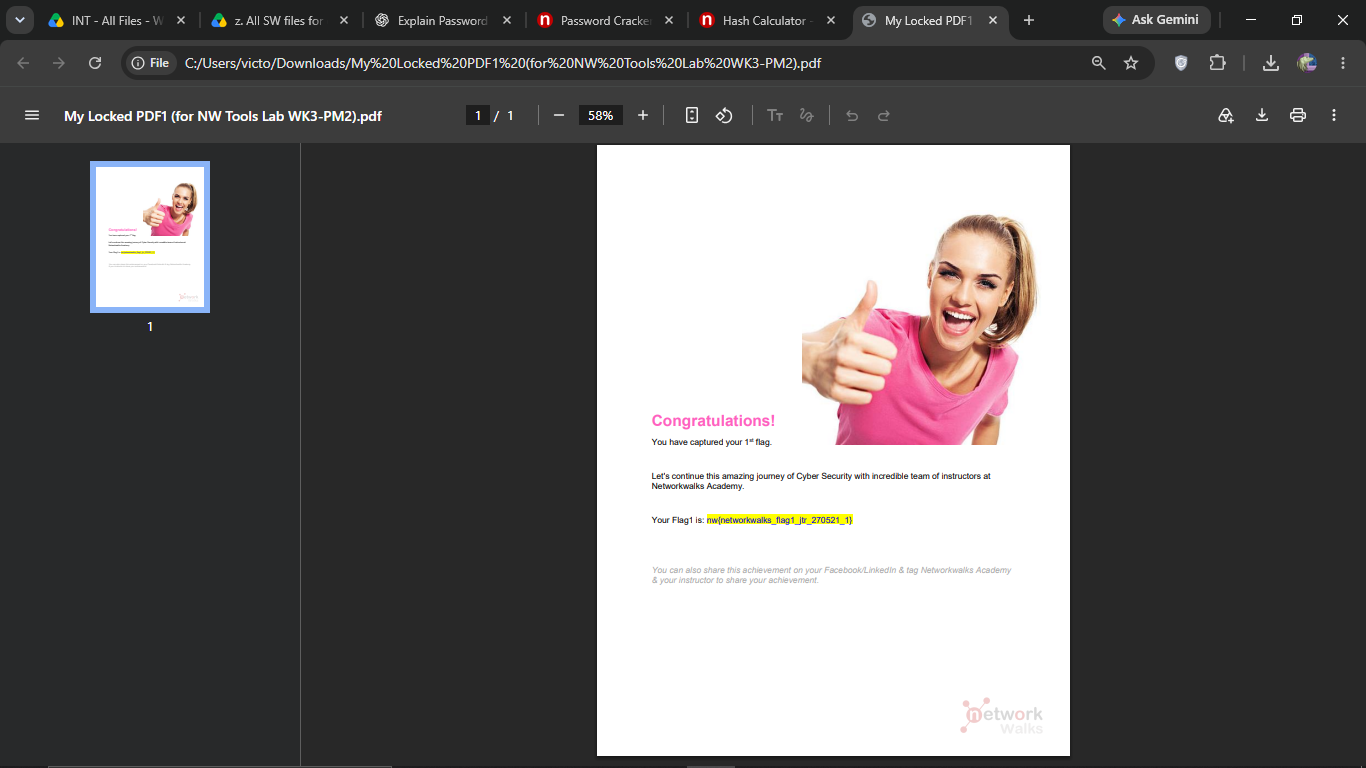 INT - All Files - W
z. All SW files for
Explain Password
Password Cracke
Hash Calculator -
My Locked PDF1
Ask Gemini
File
C:/Users/victo/Downloads/My%20Locked%20PDF1%20(for%20NW%20Tools%20Lab%20WK3-PM2).pdf
My Locked PDF1 (for NW Tools Lab WK3-PM2).pdf
1 / 1
58%
1
Congratulations!
You have captured your 1st flag.
Let's continue this amazing journey of Cyber Security with incredible team of instructors at
Networkwalks Academy.
Your Flag1 is: nw{networkwalks_flag1_jtr_270521_1}
You can also share this achievement on your Facebook/LinkedIn & tag Networkwalks Academy
& your instructor to share your achievement.
network
Walks